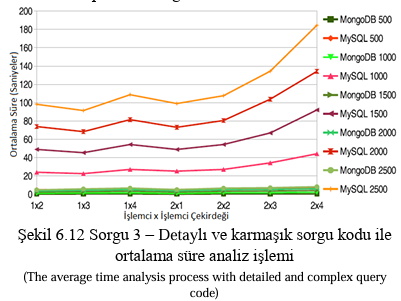 200
180
160
140
120
100
80
60
40
20
0
Ortalama Süre (Saniyeler)
1x2 1x3 1x4 2x1 2x2 2x3 2x4
İşlemci x İşlemci Çekirdeği
MongoDB 500
MySQL 500
MongoDB 1000
MySQL 1000
MongoDB 1500
MySQL 1500
MongoDB 2000
MySQL 2000
MongoDB 2500
MySQL 2500
Şekil 6.12 Sorgu 3 – Detaylı ve karmaşık sorgu kodu ile
ortalama süre analiz işlemi
(The average time analysis process with detailed and complex query
code)